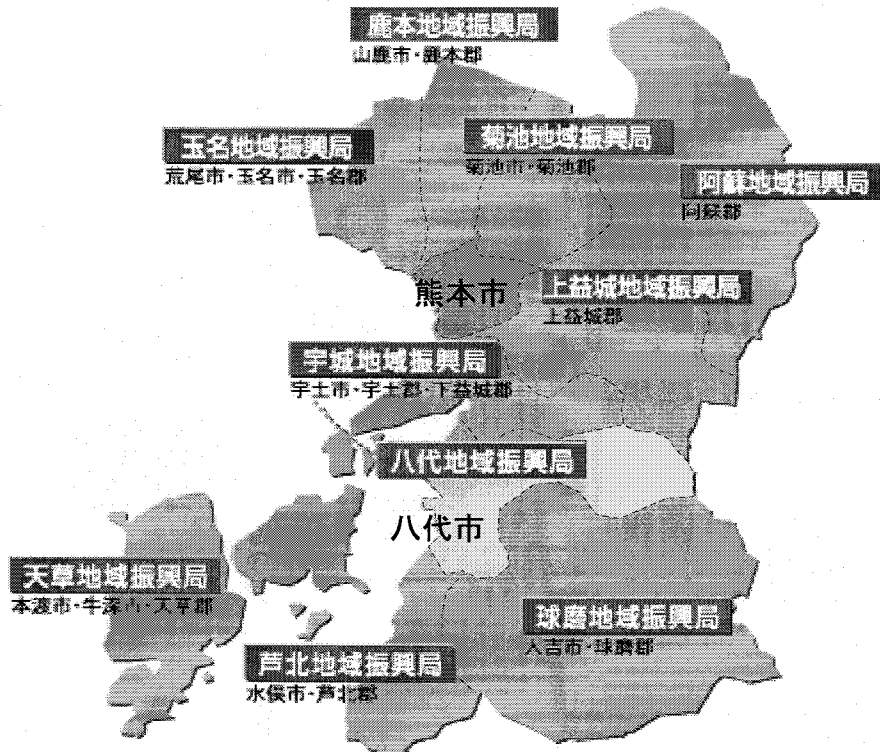 鹿本地域振興局
山鹿市・鹿本郡
玉名地域振興局
荒尾市・玉名市・玉名郡
菊池地域振興局
菊池市・菊池郡
阿蘇地域振興局
阿蘇郡
熊本市
上益城地域振興局
上益城郡
宇城地域振興局
宇土市・宇土郡・下益城郡
八代地域振興局
八代市
天草地域振興局
本渡市・牛深市・天草郡
球磨地域振興局
人吉市・球磨郡
芦北地域振興局
水俣市・芦北郡